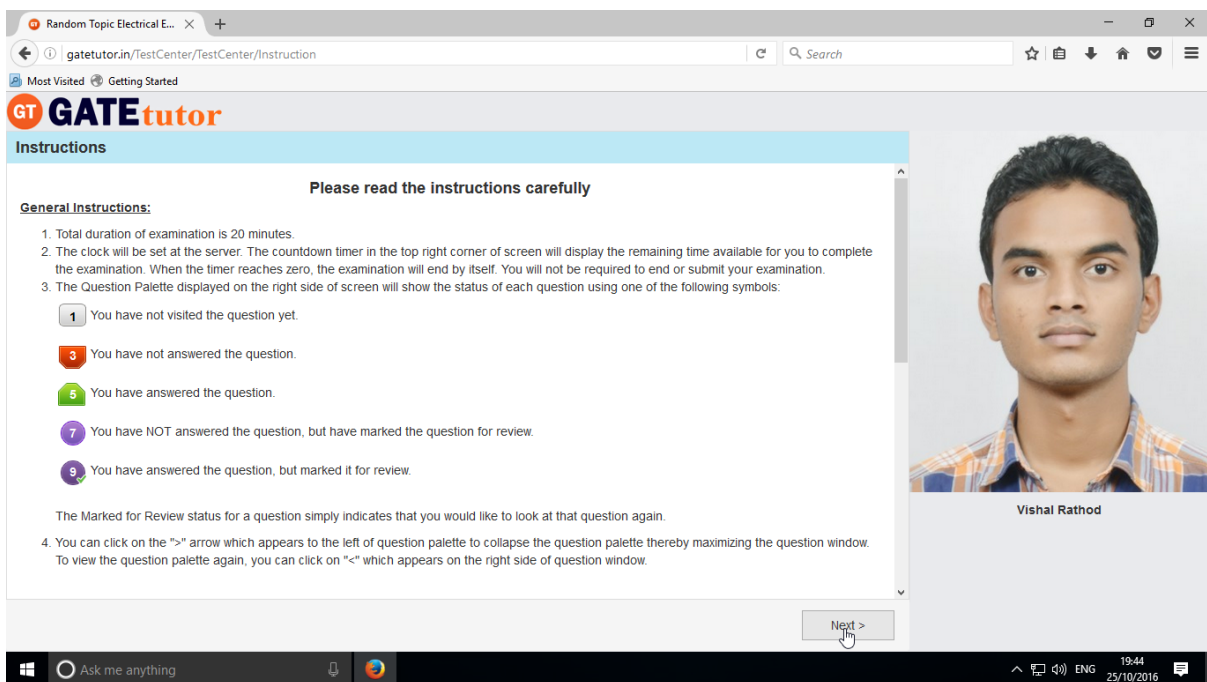 Random Topic Electrical E...
gatetutor.in/TestCenter/TestCenter/Instruction
Search
Most Visited Getting Started
GT GATEtutor
Instructions
Please read the instructions carefully
General Instructions:
1. Total duration of examination is 20 minutes.
2. The clock will be set at the server. The countdown timer in the top right corner of screen will display the remaining time available for you to complete
the examination. When the timer reaches zero, the examination will end by itself. You will not be required to end or submit your examination.
3. The Question Palette displayed on the right side of screen will show the status of each question using one of the following symbols:
1 You have not visited the question yet.
3 You have not answered the question.
5 You have answered the question.
7 You have NOT answered the question, but have marked the question for review.
9 You have answered the question, but marked it for review.
The Marked for Review status for a question simply indicates that you would like to look at that question again.
4. You can click on the ">" arrow which appears to the left of question palette to collapse the question palette thereby maximizing the question window.
To view the question palette again, you can click on "<" which appears on the right side of question window.
Vishal Rathod
Next >
Ask me anything
ENG
19:44
25/10/2016